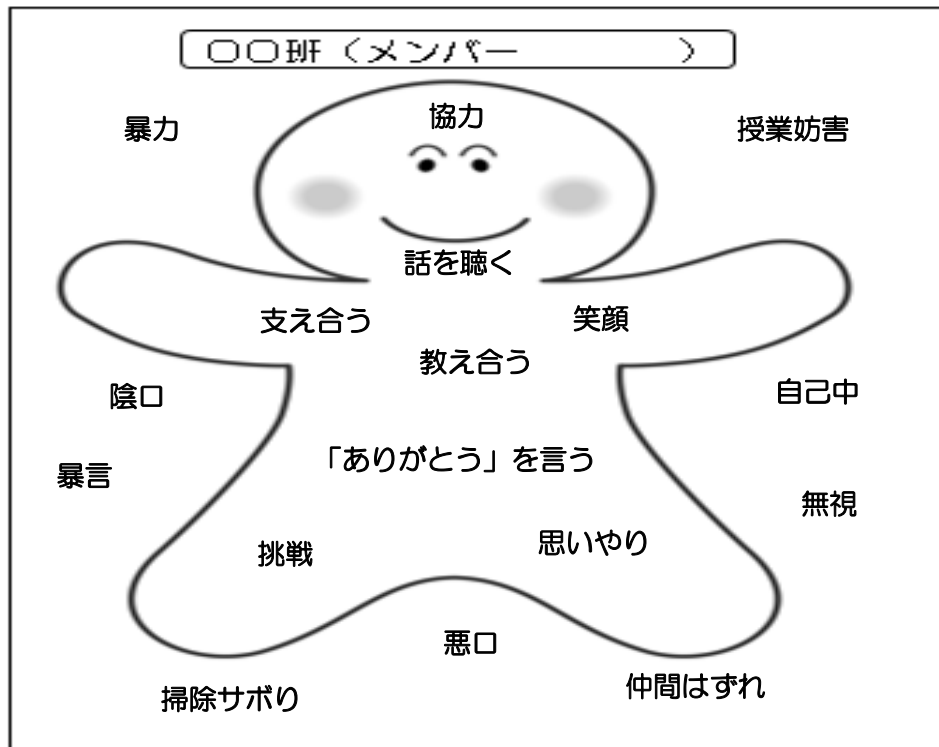 〇〇班（メンバー　　　　　）
暴力
協力
授業妨害
話を聴く
支え合う
笑顔
教え合う
陰口
自己中
「ありがとう」を言う
暴言
無視
挑戦
思いやり
悪口
掃除サボり
仲間はずれ